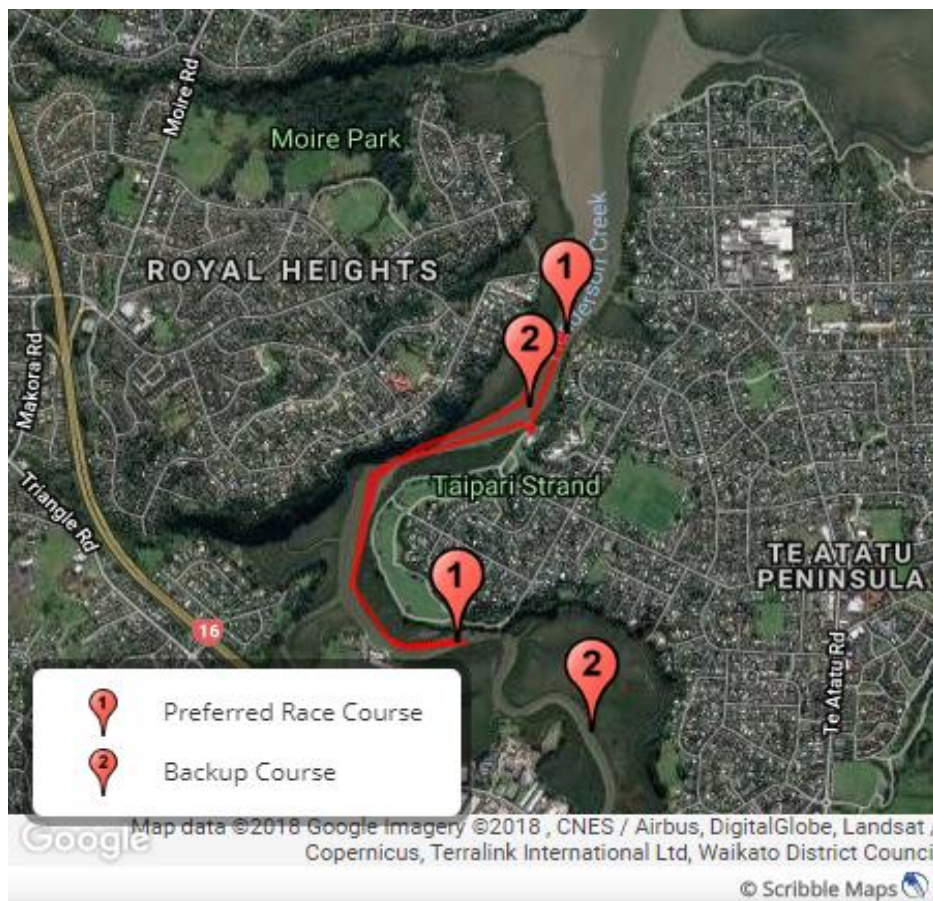 Moire Rd
Moire Park
ROYAL HEIGHTS
Creek
1
2
Makora Rd
Triangle Rd
Taipari Strand
1
TE ATATU
PENINSULA
16
2
Te Atatu Rd
1 Preferred Race Course
2 Backup Course
Google
Map data ©2018 Google Imagery ©2018 , CNES / Airbus, DigitalGlobe, Landsat /
Copernicus, Terralink International Ltd, Waikato District Counci
© Scribble Maps